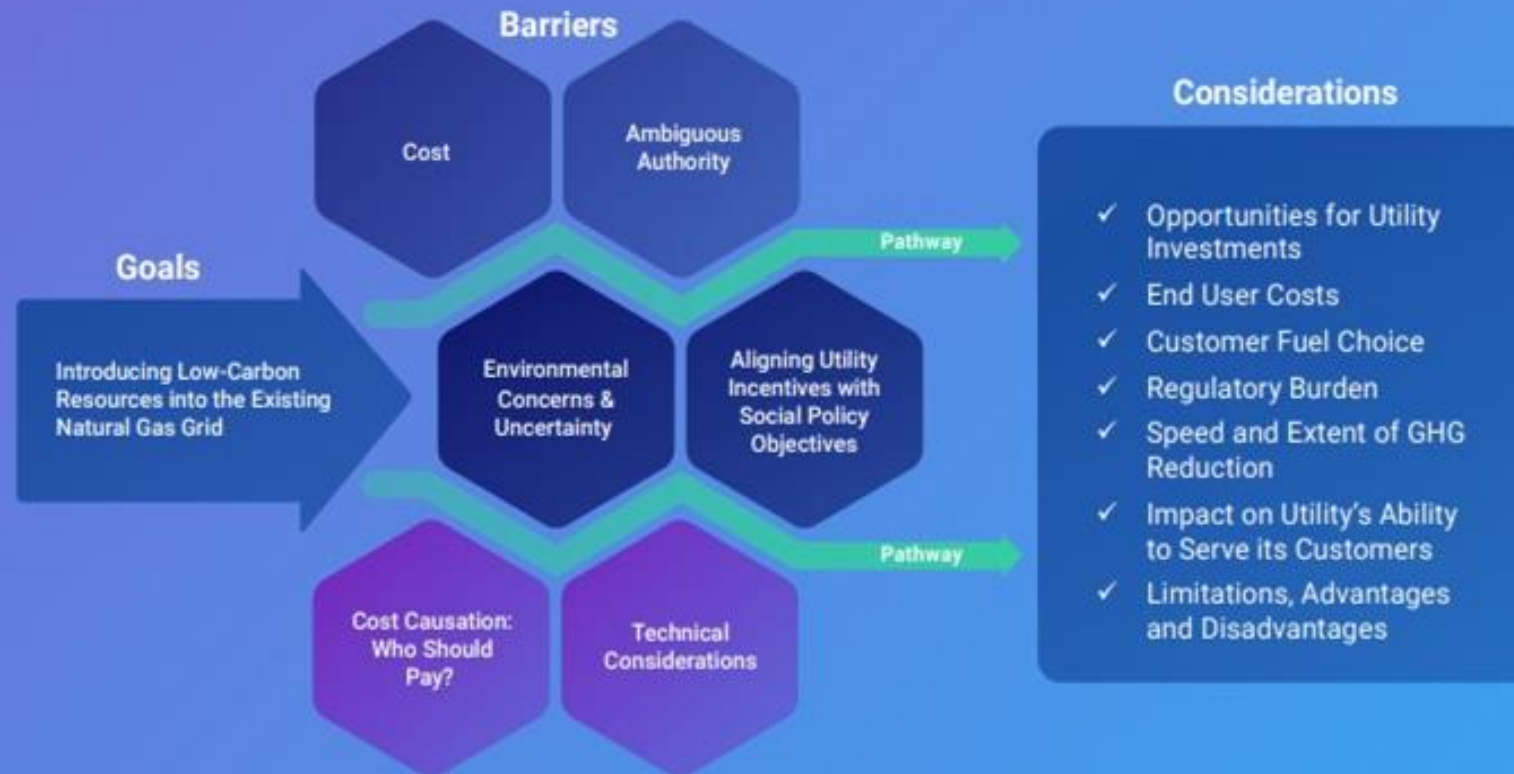 Barriers
Cost
Ambiguous
Authority
Considerations
Goals
Introducing Low-Carbon
Resources into the Existing
Natural Gas Grid
Pathway
Environmental
Concerns &
Uncertainty
Aligning Utility
Incentives with
Social Policy
Objectives
Pathway
Cost Causation:
Who Should
Pay?
Technical
Considerations
✓ Opportunities for Utility
Investments
✓ End User Costs
✓ Customer Fuel Choice
✓ Regulatory Burden
✓ Speed and Extent of GHG
Reduction
✓ Impact on Utility's Ability
to Serve its Customers
✓ Limitations, Advantages
and Disadvantages